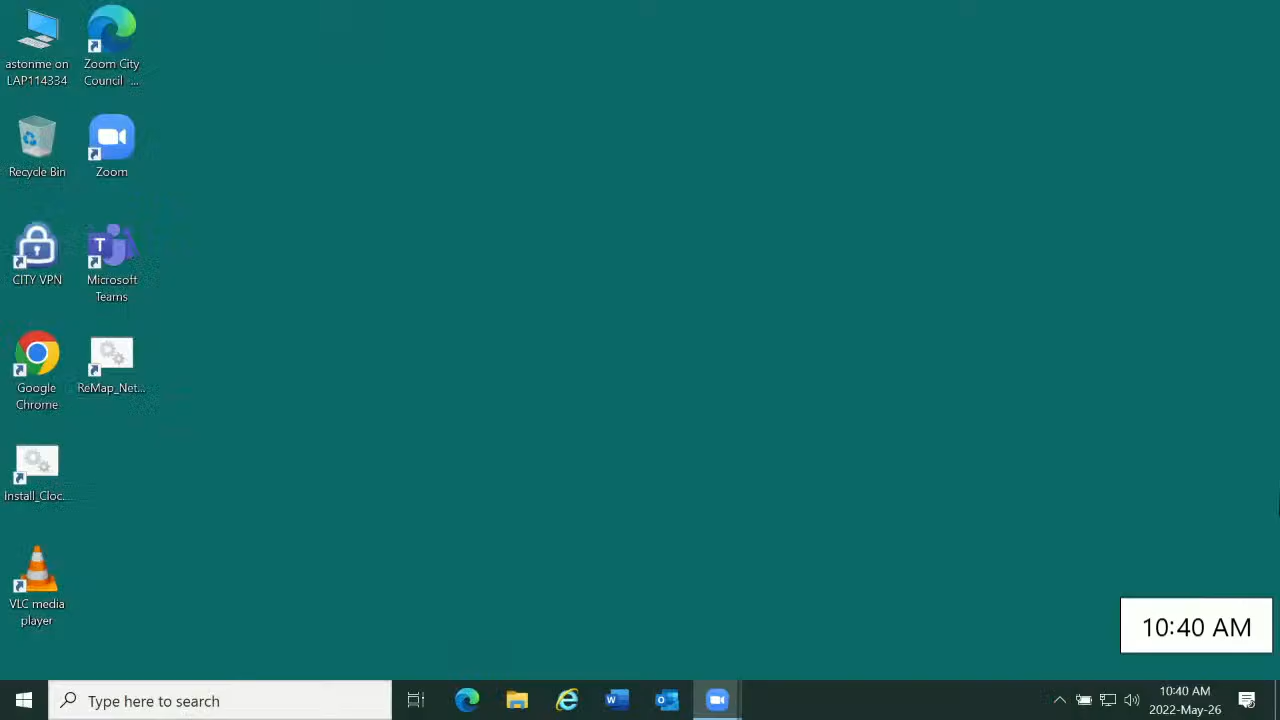 astonme on
LAP114334
Zoom City
Council -...
Recycle Bin
Zoom
CITY VPN
Microsoft
Teams
Google
Chrome
ReMap_Net...
Install_Cloc...
VLC media
player
10:40 AM
Type here to search
10:40 AM
2022-May-26